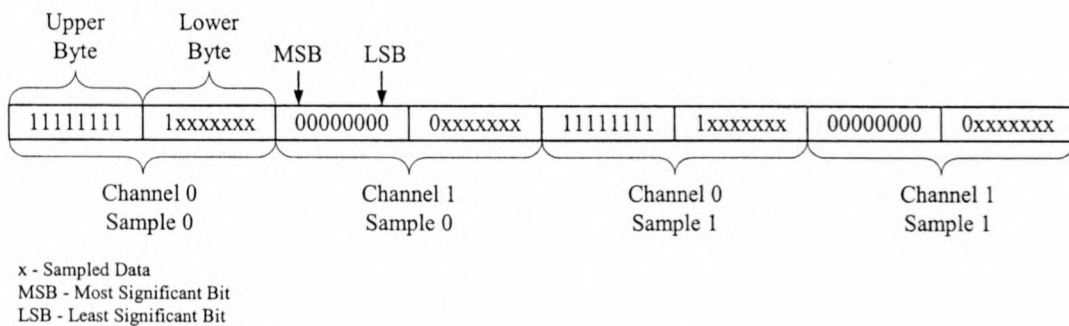 Upper Byte
Lower Byte
MSB
LSB
11111111 1xxxxxxx 00000000 0xxxxxxx 11111111 1xxxxxxx 00000000 0xxxxxxx
Channel 0
Sample 0
Channel 1
Sample 0
Channel 0
Sample 1
Channel 1
Sample 1
x - Sampled Data
MSB - Most Significant Bit
LSB - Least Significant Bit